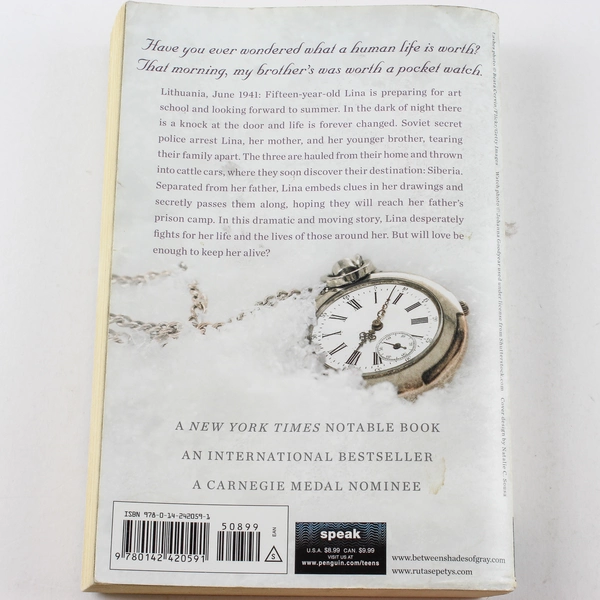 Have you ever wondered what a human life is worth?
That morning, my brother's was worth a pocket watch.
Lithuania, June 1941: Fifteen-year-old Lina is preparing for art
school and looking forward to summer. In the dark of night there
is a knock at the door and life is forever changed. Soviet secret
police arrest Lina, her mother, and her younger brother, tearing
their family apart. The three are hauled from their home and thrown
into cattle cars, where they soon discover their destination: Siberia.
Separated from her father, Lina embeds clues in her drawings and
secretly passes them along, hoping they will reach her father's
prison camp. In this dramatic and moving story, Lina desperately
fights for her life and the lives of those around her. But will love be
enough to keep her alive?
A NEW YORK TIMES NOTABLE BOOK
AN INTERNATIONAL BESTSELLER
A CARNEGIE MEDAL NOMINEE
ISBN 978-0-14-242059-1
50899
EAN
S
9 780142 420591
speak
U.S.A. $8.99 CAN. $9.99
VISIT US AT
www.penguin.com/teens
www.betweenshadesofgray.com
www.rutasepetys.com